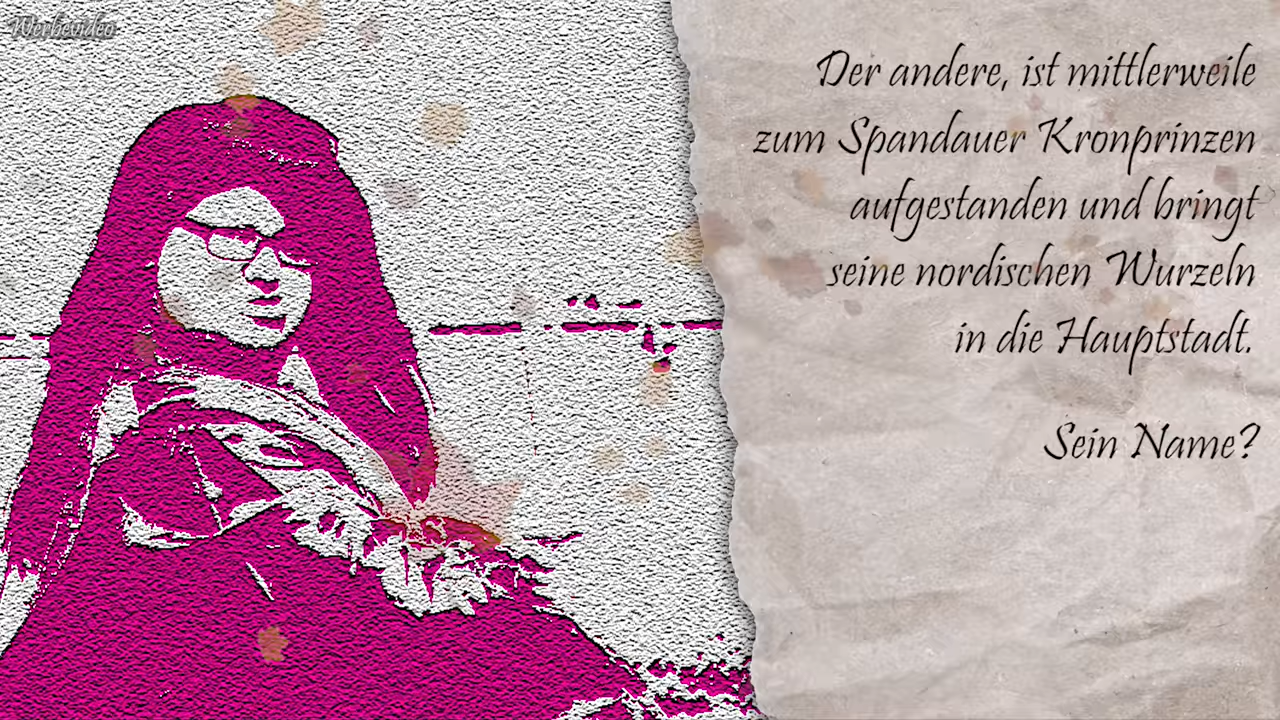 Werbevideo
Der andere, ist mittlerweile
zum Spandauer Kronprinzen
aufgestanden und bringt
seine nordischen Wurzeln
in die Hauptstadt.
Sein Name?